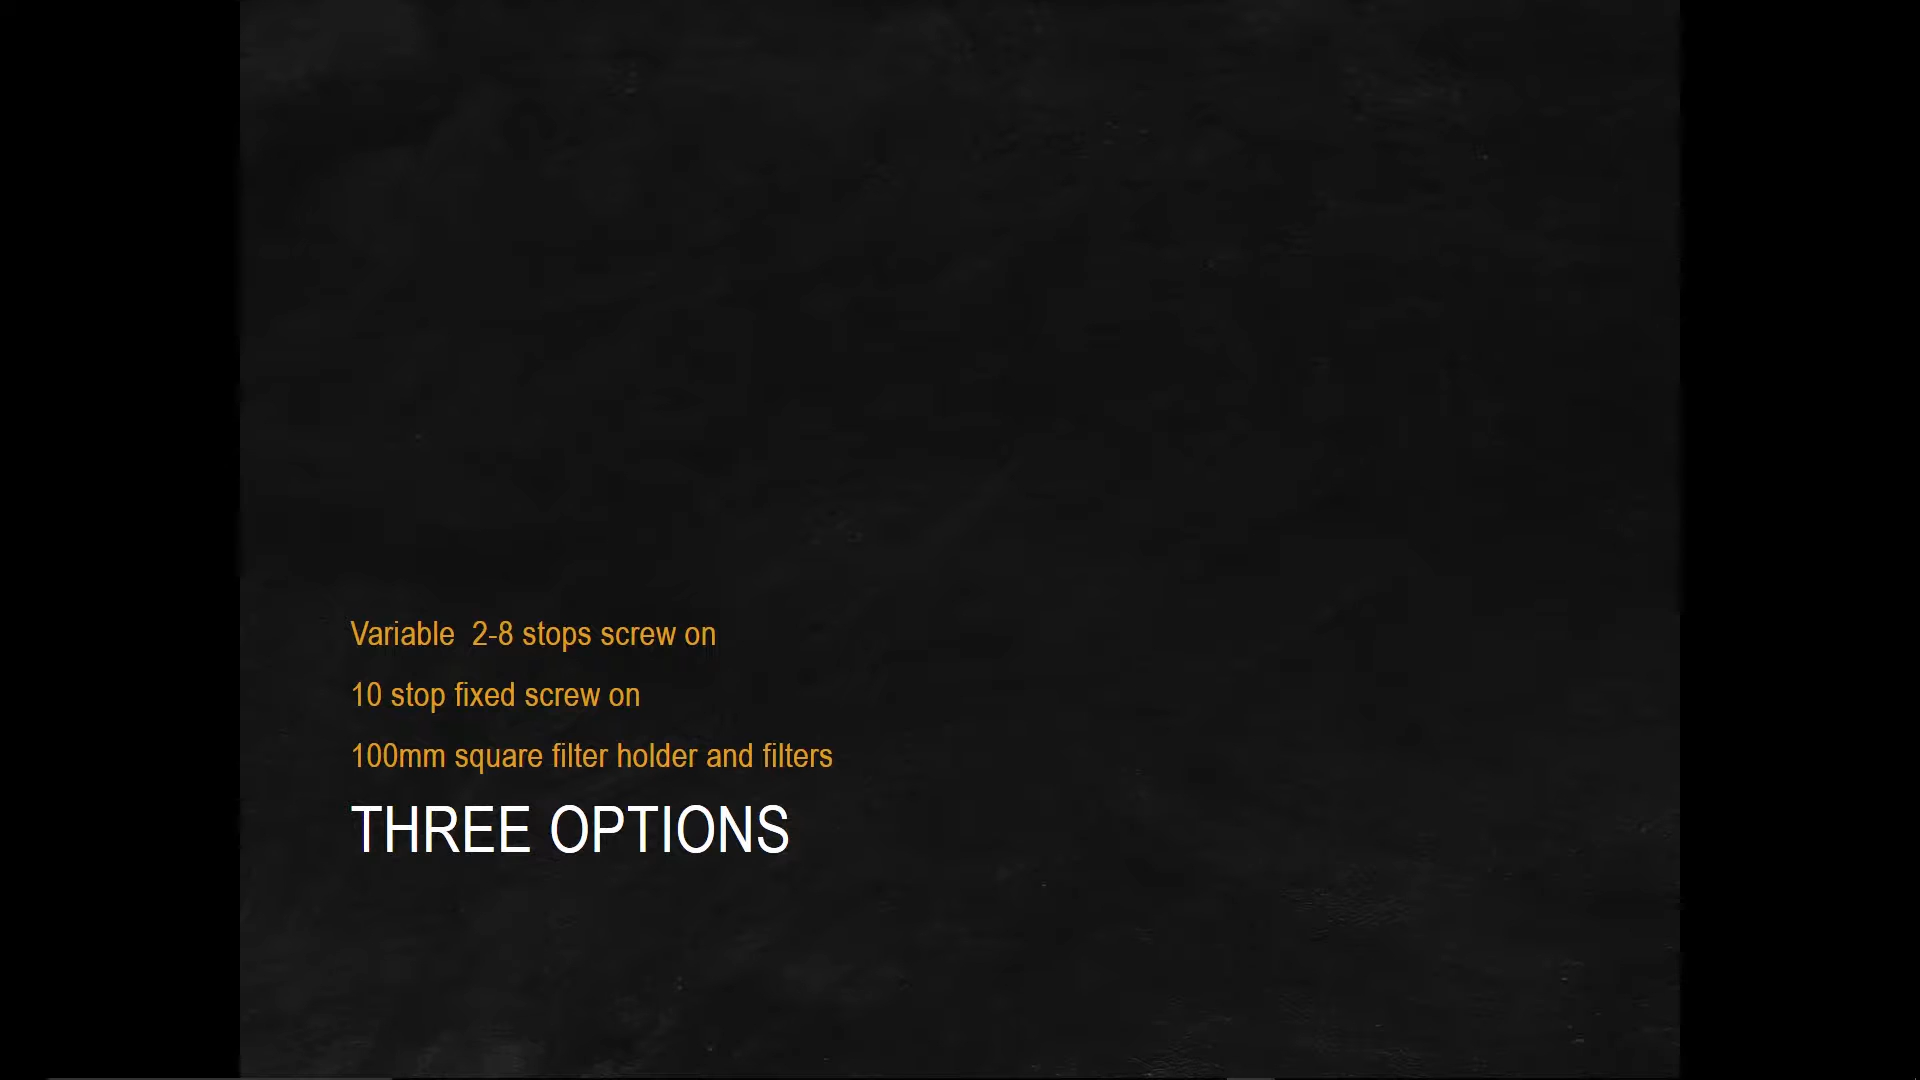 Variable  2-8 stops screw on
10 stop fixed screw on
100mm square filter holder and filters
THREE OPTIONS